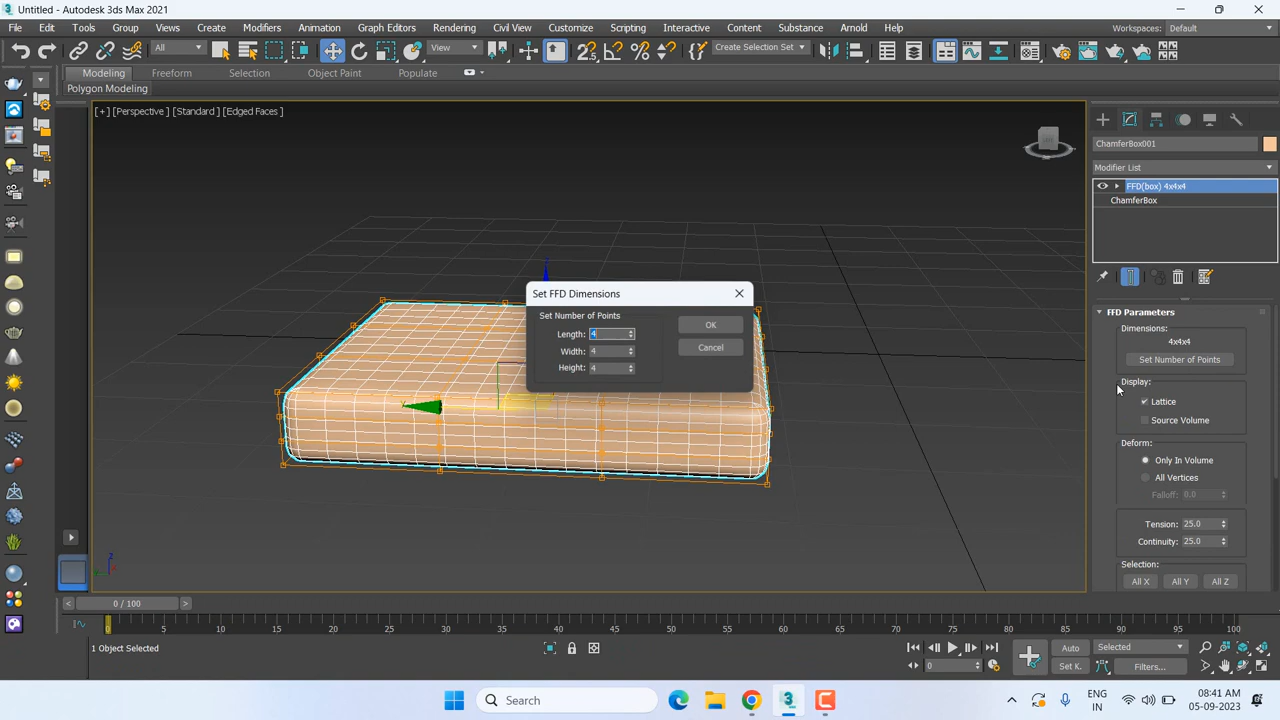 Untitled - Autodesk 3ds Max 2021
File Edit Tools Group Views Create Modifiers Animation Graph Editors Rendering Civil View Customize Scripting Interactive Content Substance Arnold Help
Workspaces: Default
All View Create Selection Set
Modeling Freeform Selection Object Paint Populate
Polygon Modeling
[+] [Perspective ] [Standard ] [Edged Faces ]
ChamferBox001
Modifier List
FFD(box) 4x4x4
ChamferBox
Set FFD Dimensions
Set Number of Points
Length: 4
Width: 4
Height: 4
OK
Cancel
FFD Parameters
Dimensions:
4x4x4
Set Number of Points
Display:
Lattice
Source Volume
Deform:
Only In Volume
All Vertices
Falloff: 0.0
Tension: 25.0
Continuity: 25.0
Selection:
All X All Y All Z
z
y
< 0 / 100 >
0 5 10 15 20 25 30 35 40 45 50 55 60 65 70 75 80 85 90 95 100
1 Object Selected
Auto Selected
0 Set K. Filters...
Search
ENG
IN
08:41 AM
05-09-2023